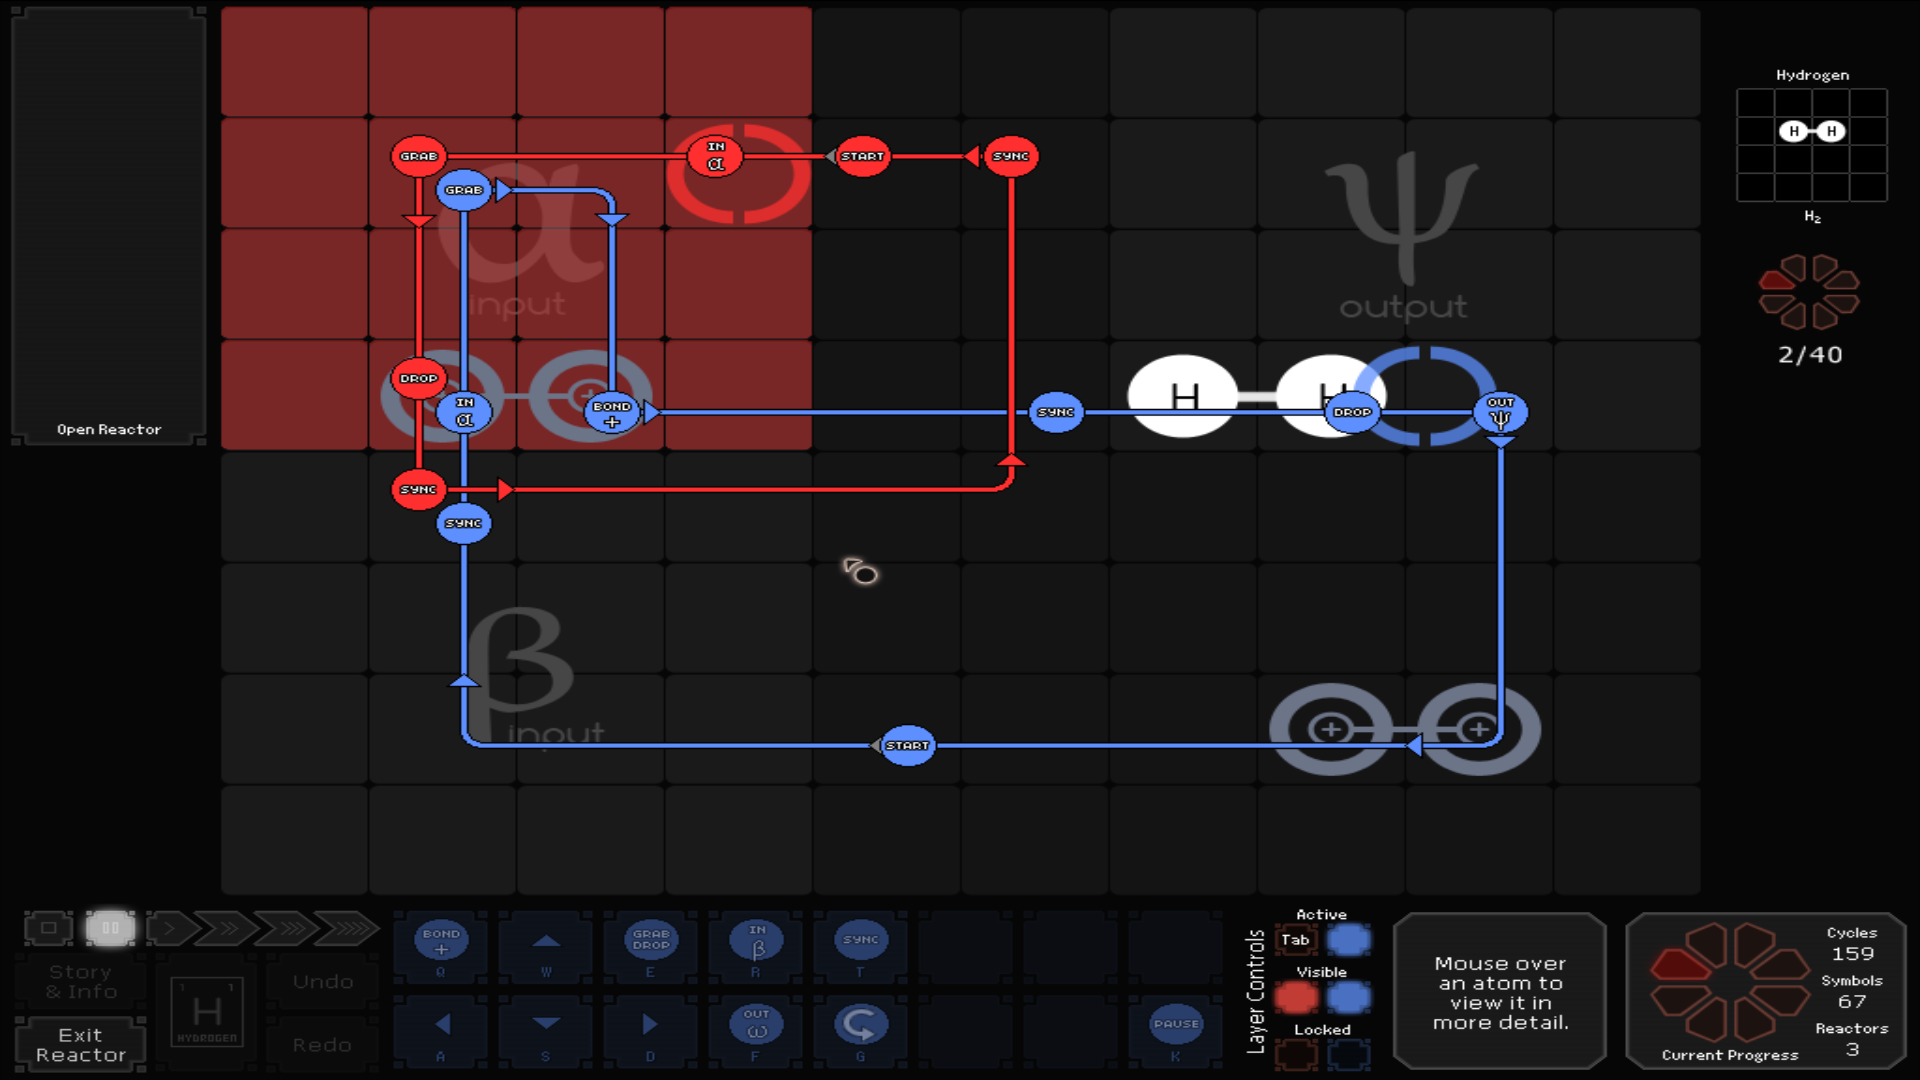 Open Reactor
GRAB
IN
α
START
SYNC
GRAB
α
input
ψ
output
DROP
IN
α
BOND
+
SYNC
H
H
DROP
OUT
ψ
SYNC
SYNC
β
input
START
+
+
Hydrogen
H
H
H₂
2/40
Story
& Info
Exit
Reactor
1
1
H
HYDROGEN
Undo
Redo
BOND
+
Q
W
GRAB
DROP
E
IN
β
R
SYNC
T
A
S
D
OUT
ω
F
G
PAUSE
K
Layer Controls
Active
Tab
Visible
Locked
Mouse over
an atom to
view it in
more detail.
Cycles
159
Symbols
67
Reactors
3
Current Progress